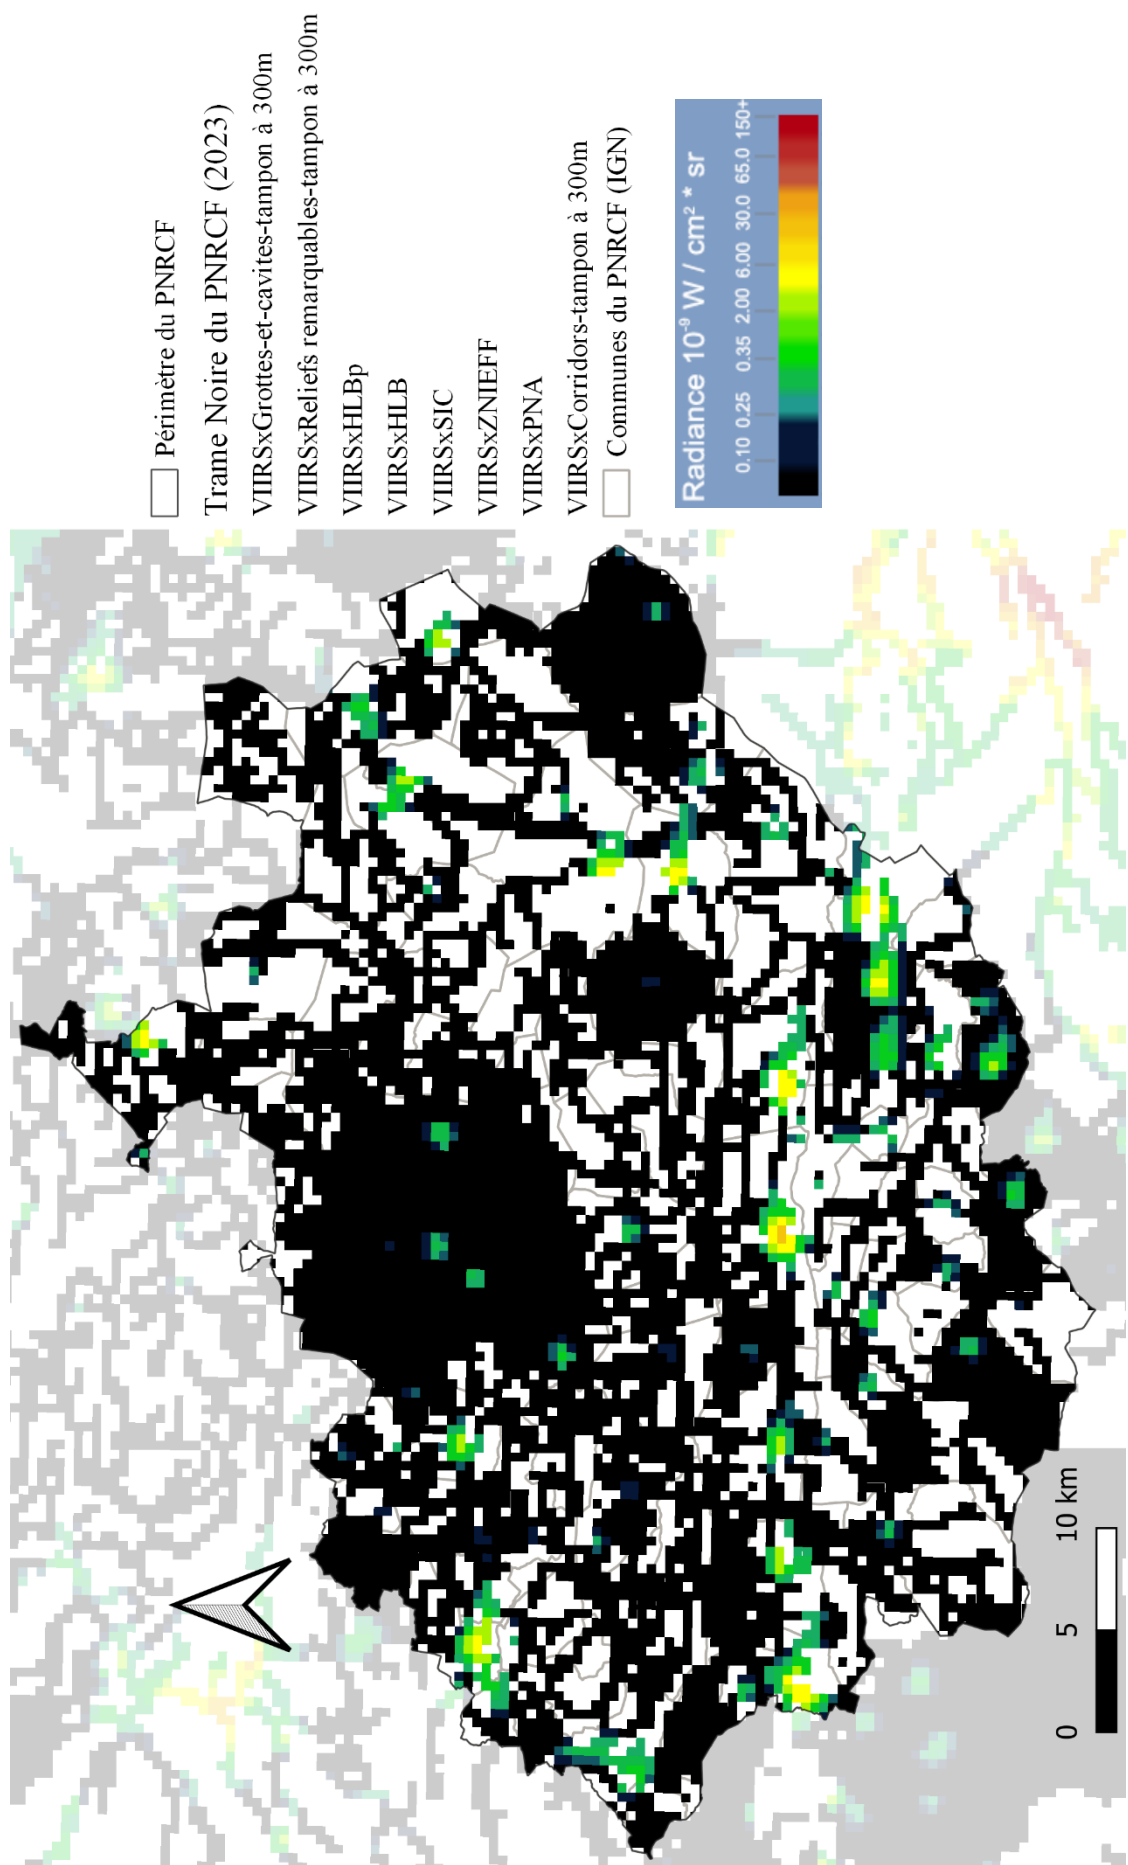 Périmètre du PNRCF
Trame Noire du PNRCF (2023)
VIIRSxGrottes-et-cavites-tampon à 300m
VIIRSxReliefs remarquables-tampon à 300m
VIIRSxHLBp
VIIRSxHLB
VIIRSxSIC
VIIRSxZNIEFF
VIIRSxPNA
VIIRSxCorridors-tampon à 300m
Communes du PNRCF (IGN)
Radiance 10⁻⁹ W / cm² * sr
0.10 0.25 0.35 2.00 6.00 30.0 65.0 150+
0 5 10 km